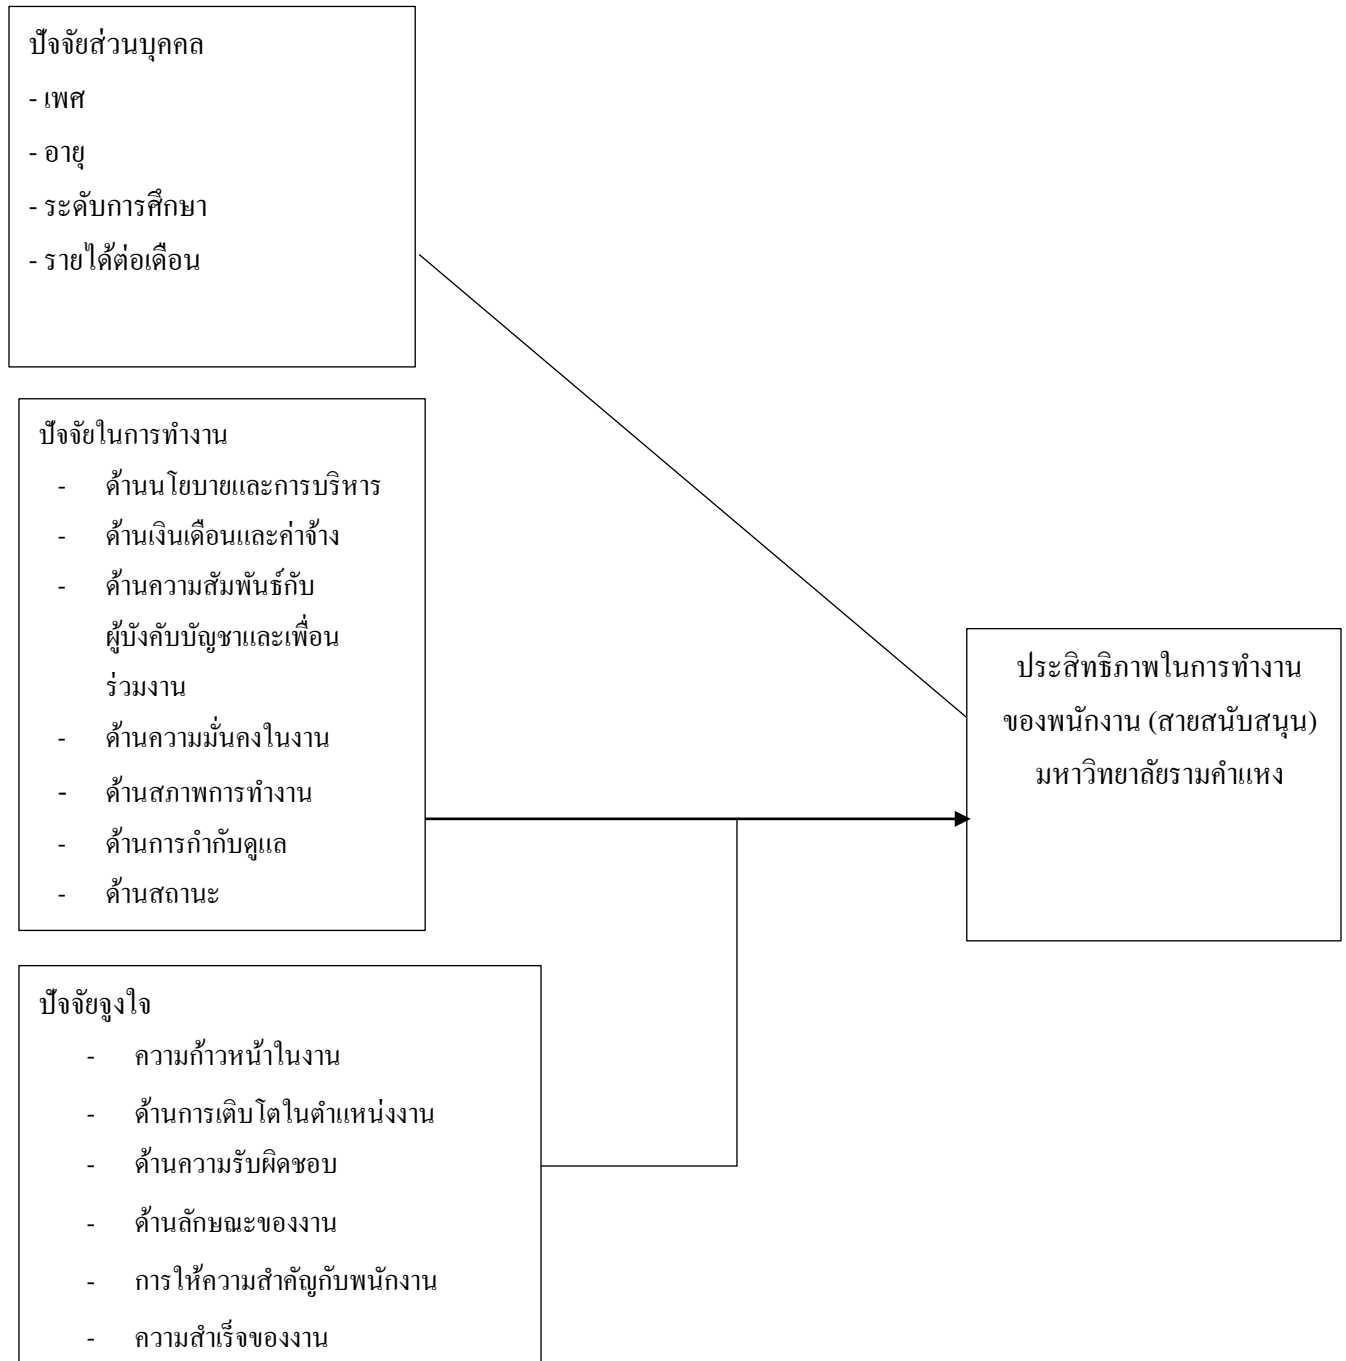 ปัจจัยส่วนบุคคล
- เพศ
- อายุ
- ระดับการศึกษา
- รายได้ต่อเดือน
ปัจจัยในการทำงาน
- ด้านนโยบายและการบริหาร
- ด้านเงินเดือนและค่าจ้าง
- ด้านความสัมพันธ์กับ
ผู้บังคับบัญชาและเพื่อน
ร่วมงาน
- ด้านความมั่นคงในงาน
- ด้านสภาพการทำงาน
- ด้านการกำกับดูแล
- ด้านสถานะ
ปัจจัยจูงใจ
- ความก้าวหน้าในงาน
- ด้านการเติบโตในตำแหน่งงาน
- ด้านความรับผิดชอบ
- ด้านลักษณะของงาน
- การให้ความสำคัญกับพนักงาน
- ความสำเร็จของงาน
ประสิทธิภาพในการทำงาน
ของพนักงาน (สายสนับสนุน)
มหาวิทยาลัยรามคำแหง